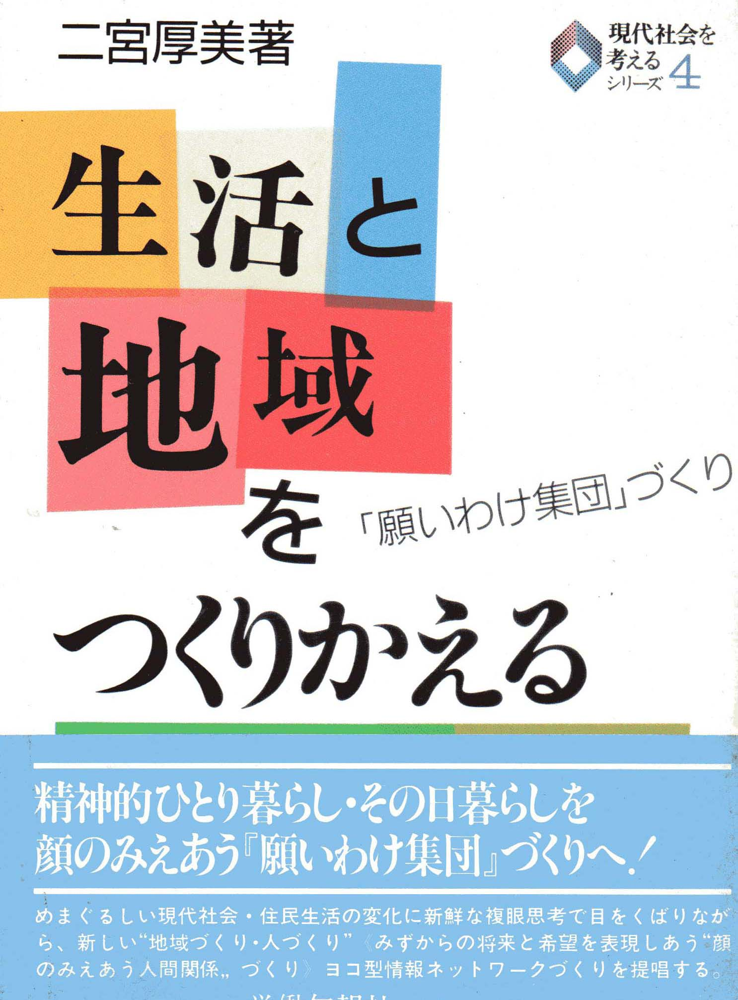 二宮厚美著
現代社会を
考える
シリーズ4
生活と
地域
を
「願いわけ集団」づくり
つくりかえる
精神的ひとり暮らし・その日暮らしを
顔のみえあう『願いわけ集団』づくりへ!
めまぐるしい現代社会・住民生活の変化に新鮮な複眼思考で目をくばりなが
ら、新しい“地域づくり・人づくり”《みずからの将来と希望を表現しあう“顔
のみえあう人間関係„づくり》ヨコ型情報ネットワークづくりを提唱する。